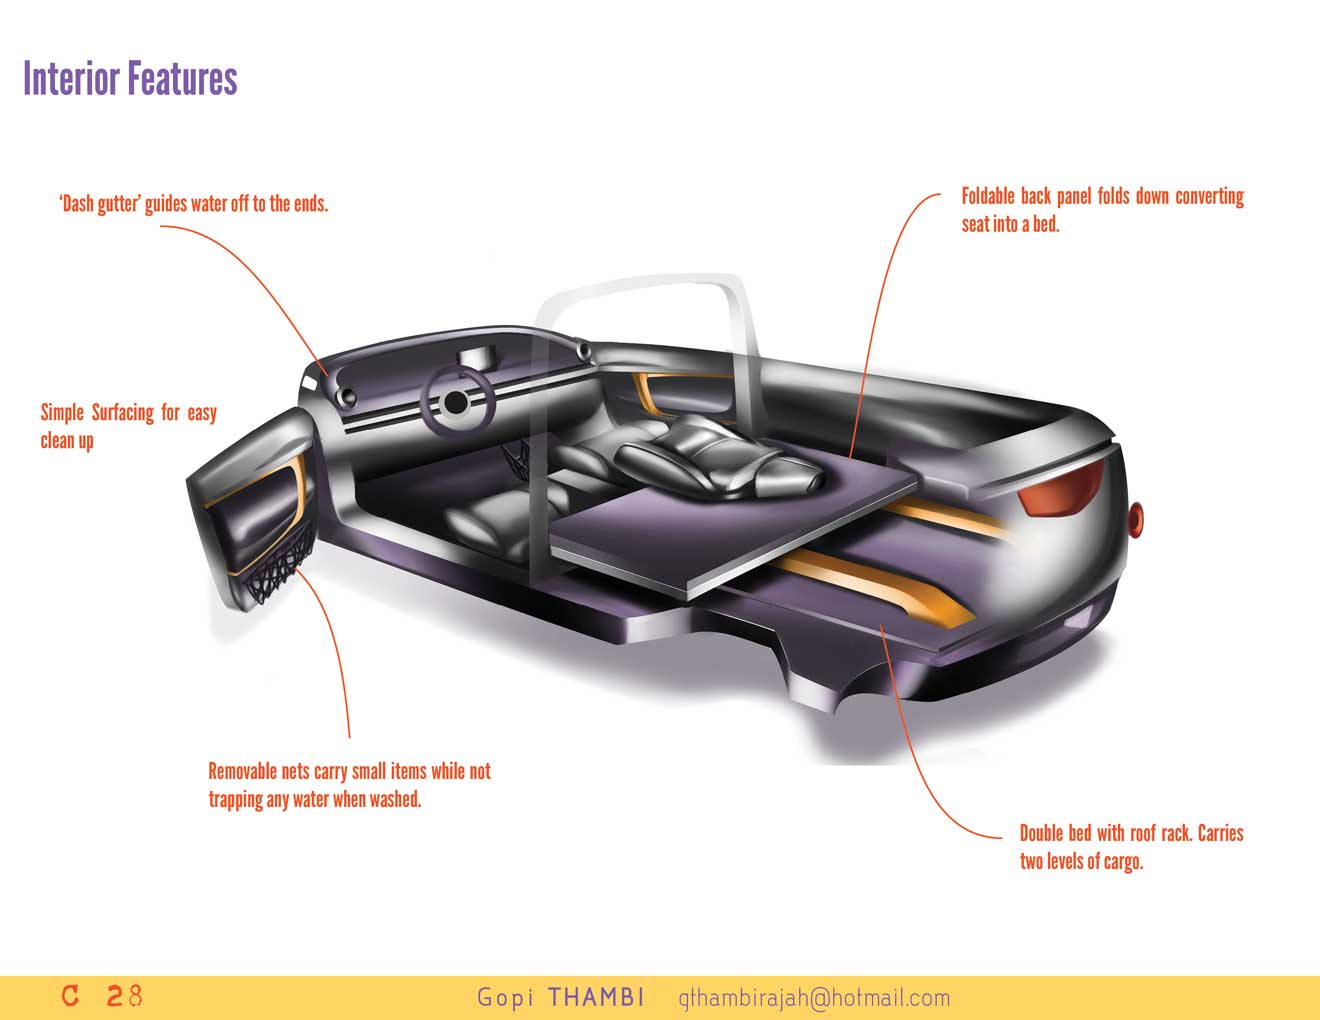 Interior Features
‘Dash gutter’ guides water off to the ends.
Foldable back panel folds down converting
seat into a bed.
Simple Surfacing for easy
clean up
Removable nets carry small items while not
trapping any water when washed.
Double bed with roof rack. Carries
two levels of cargo.
C 28
Gopi THAMBI gthambirajah@hotmail.com